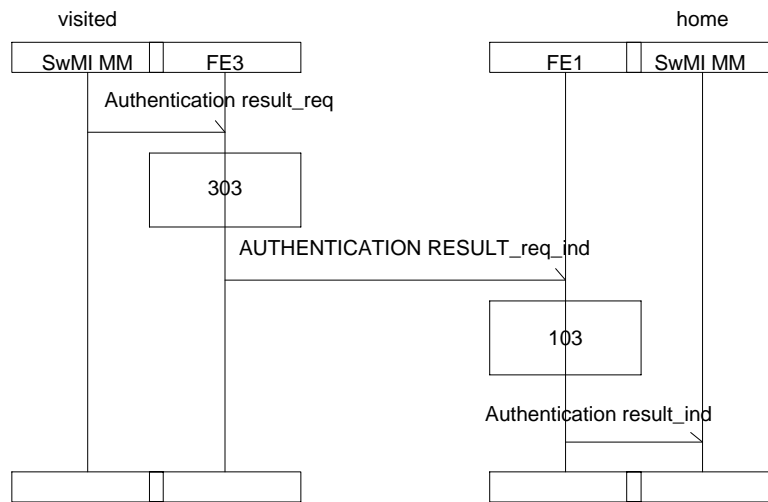 visited home
SwMI MM FE3 FE1 SwMI MM
Authentication result_req
303
AUTHENTICATION RESULT_req_ind
103
Authentication result_ind